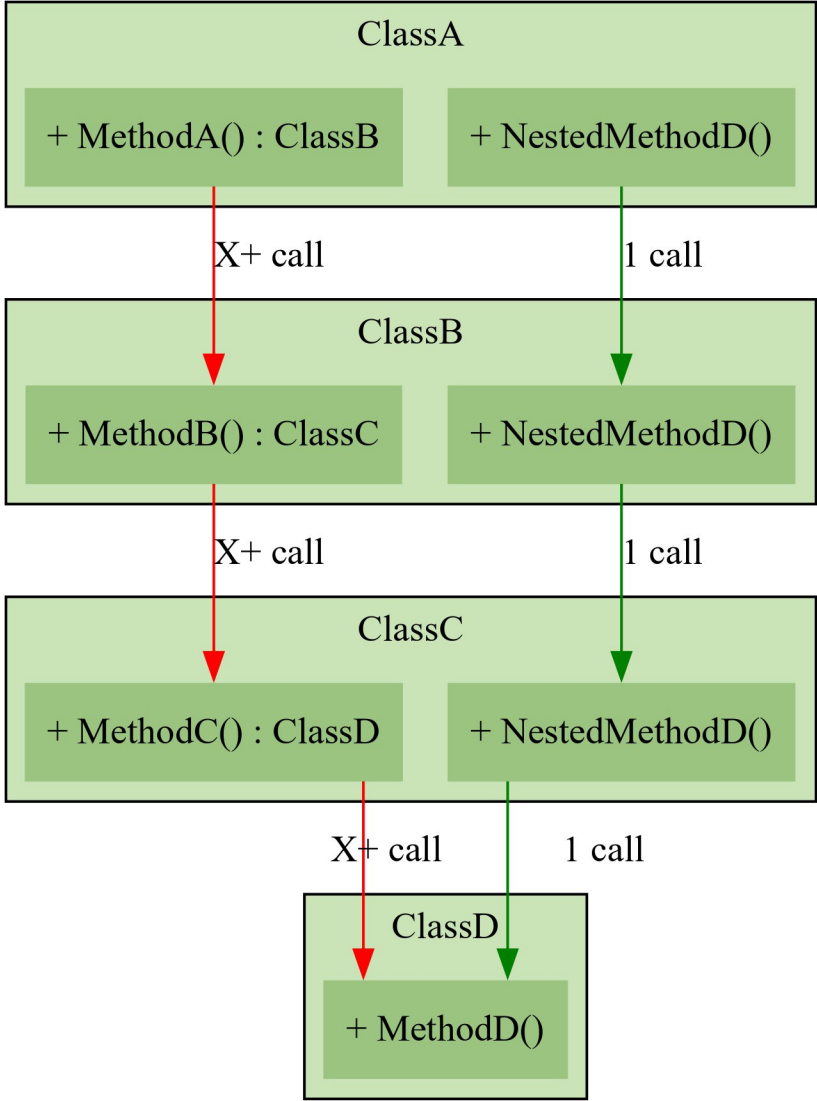 ClassA
+ MethodA() : ClassB
+ NestedMethodD()
X+ call
1 call
ClassB
+ MethodB() : ClassC
+ NestedMethodD()
X+ call
1 call
ClassC
+ MethodC() : ClassD
+ NestedMethodD()
X+ call
1 call
ClassD
+ MethodD()